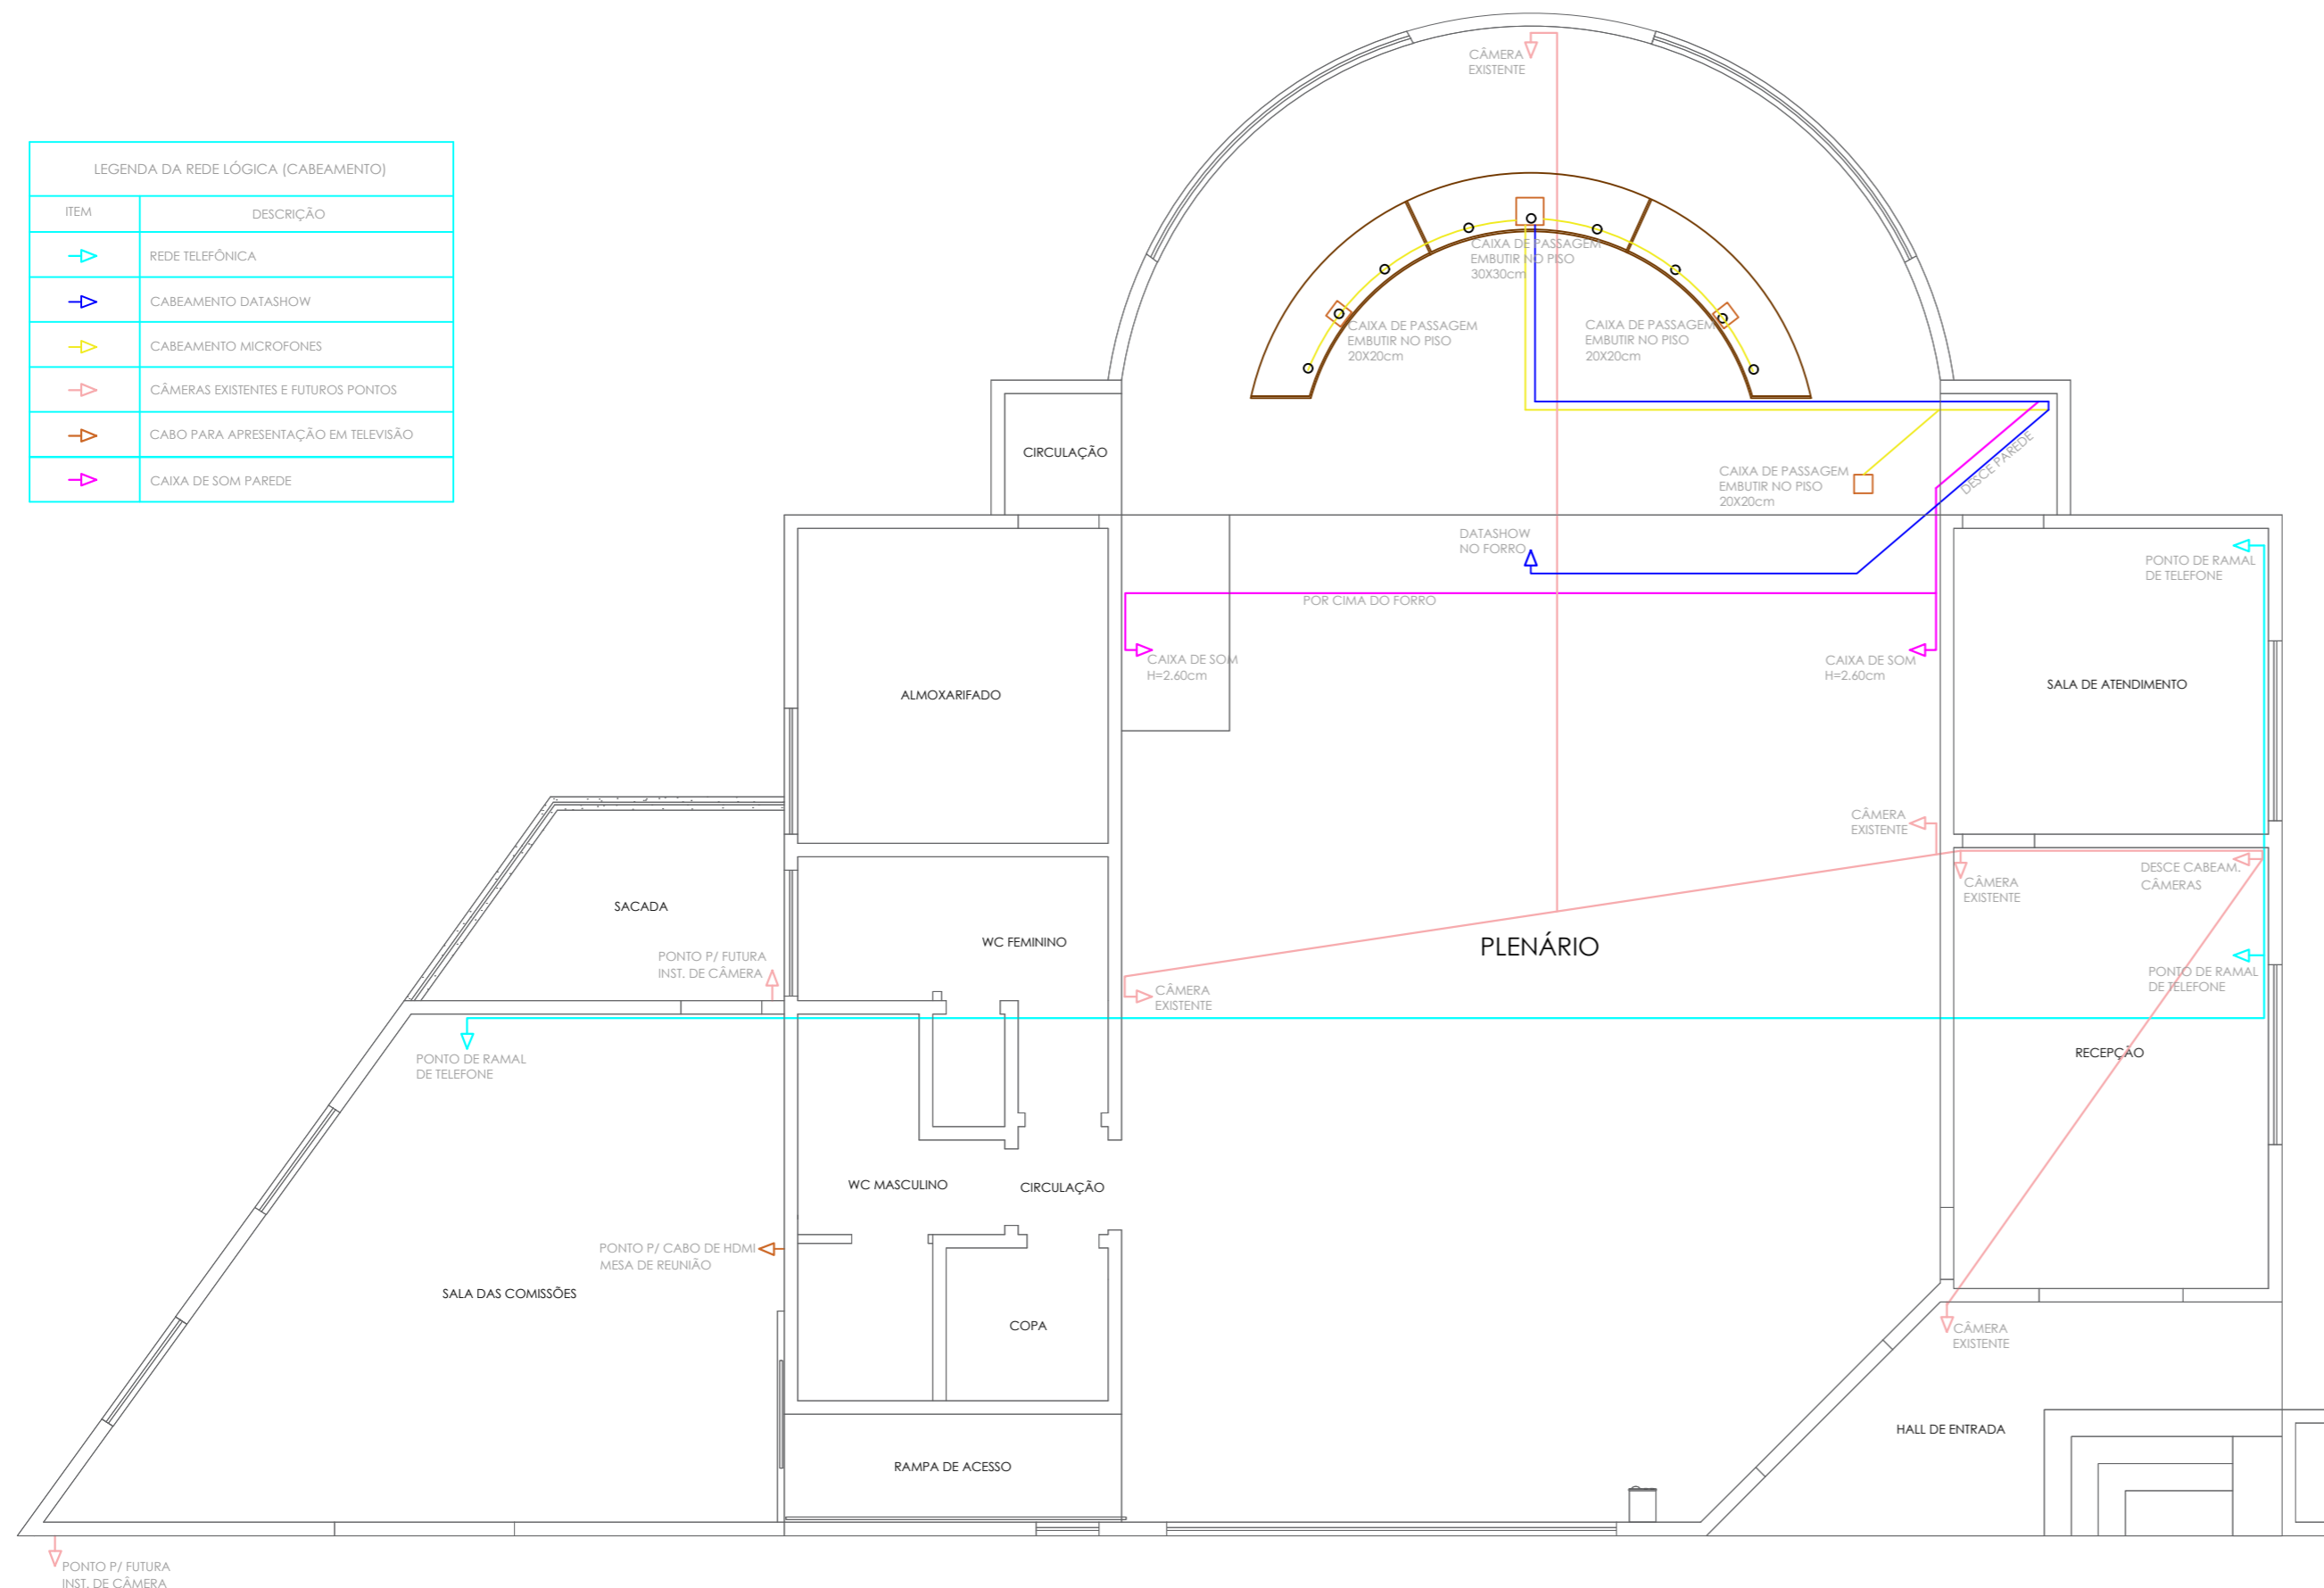 CÂMERA
EXISTENTE
LEGENDA DA REDE LÓGICA (CABEAMENTO)
ITEM
DESCRIÇÃO
REDE TELEFÔNICA
CABEAMENTO DATASHOW
CABEAMENTO MICROFONES
CÂMERAS EXISTENTES E FUTUROS PONTOS
CABO PARA APRESENTAÇÃO EM TELEVISÃO
CAIXA DE SOM PAREDE
CAIXA DE PASSAGEM
EMBUTIR NO PISO
30X30cm
CAIXA DE PASSAGEM
EMBUTIR NO PISO
20X20cm
CAIXA DE PASSAGEM
EMBUTIR NO PISO
20X20cm
CIRCULAÇÃO
CAIXA DE PASSAGEM
EMBUTIR NO PISO
20X20cm
DESCE PAREDE
DATASHOW
NO FORRO
PONTO DE RAMAL
DE TELEFONE
POR CIMA DO FORRO
CAIXA DE SOM
H=2.60cm
CAIXA DE SOM
H=2.60cm
ALMOXARIFADO
SALA DE ATENDIMENTO
CÂMERA
EXISTENTE
DESCE CABEAM.
CÂMERAS
CÂMERA
EXISTENTE
SACADA
WC FEMININO
PLENÁRIO
PONTO P/ FUTURA
INST. DE CÂMERA
PONTO DE RAMAL
DE TELEFONE
CÂMERA
EXISTENTE
PONTO DE RAMAL
DE TELEFONE
RECEPÇÃO
WC MASCULINO
CIRCULAÇÃO
PONTO P/ CABO DE HDMI
MESA DE REUNIÃO
SALA DAS COMISSÕES
COPA
CÂMERA
EXISTENTE
HALL DE ENTRADA
RAMPA DE ACESSO
PONTO P/ FUTURA
INST. DE CÂMERA